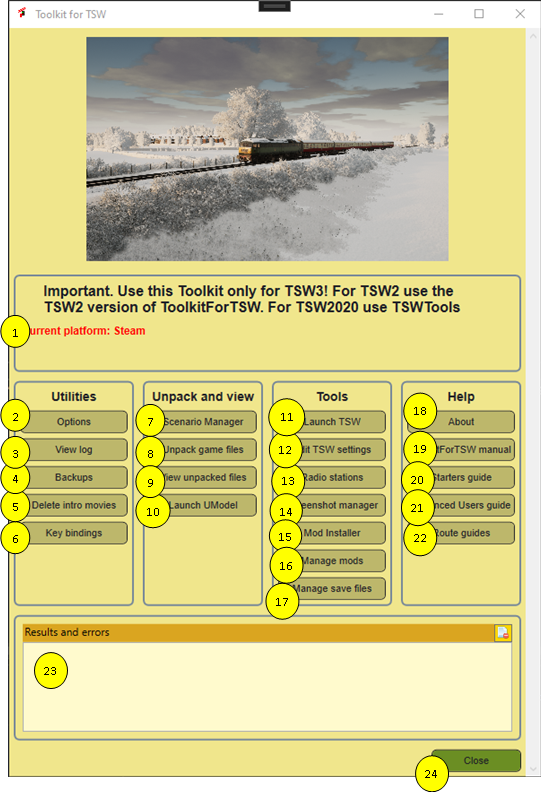 Toolkit for TSW
Important. Use this Toolkit only for TSW3! For TSW2 use the
TSW2 version of ToolkitForTSW. For TSW2020 use TSWTools
1 urrent platform: Steam
Utilities
2 Options
3 View log
4 Backups
5 Delete intro movies
6 Key bindings
Unpack and view
7 Scenario Manager
8 Unpack game files
9 iew unpacked files
10 Launch UModel
Tools
11 Launch TSW
12 dit TSW settings
13 Radio stations
14 eenshot manager
15 Mod Installer
16 Manage mods
17 Manage save files
Help
18 About
19 tForTSW manual
20 Starters guide
21 nced Users guide
22 Route guides
Results and errors
23
Close
24